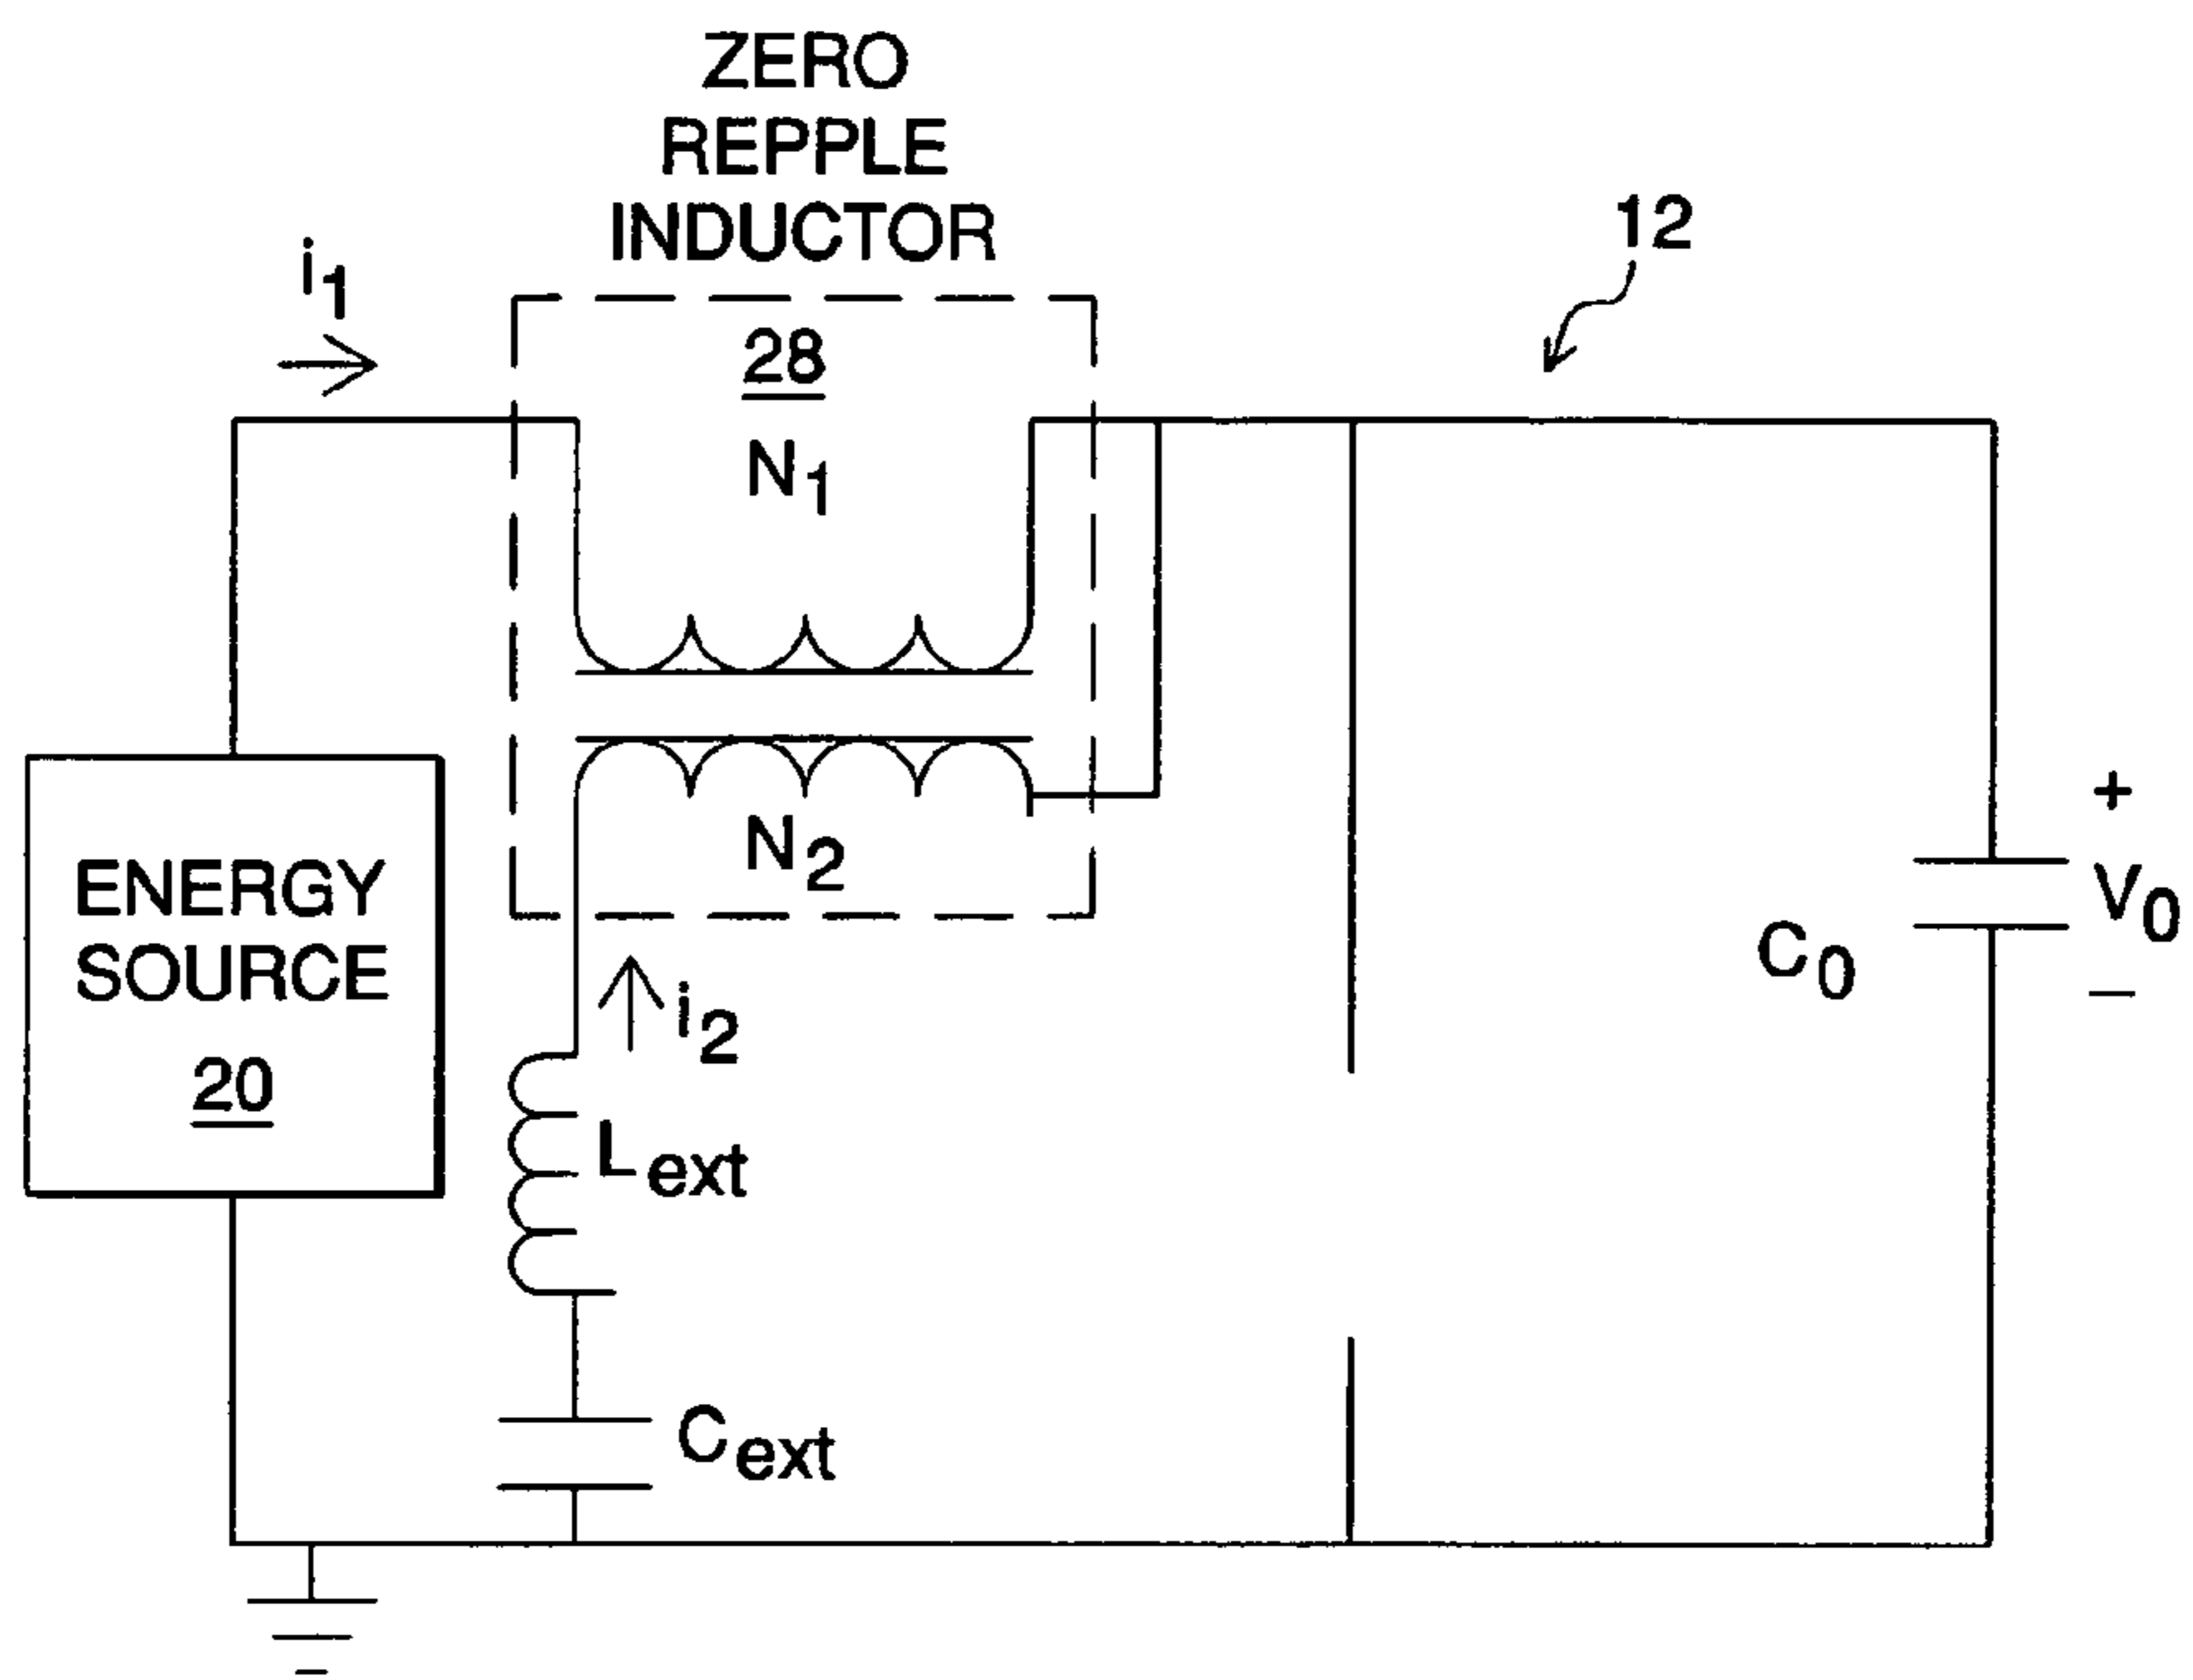 ZERO
REPPLE
INDUCTOR
12
i1
28
N1
ENERGY
SOURCE
20
N2
i2
Lext
Cext
C0
+
V0
–